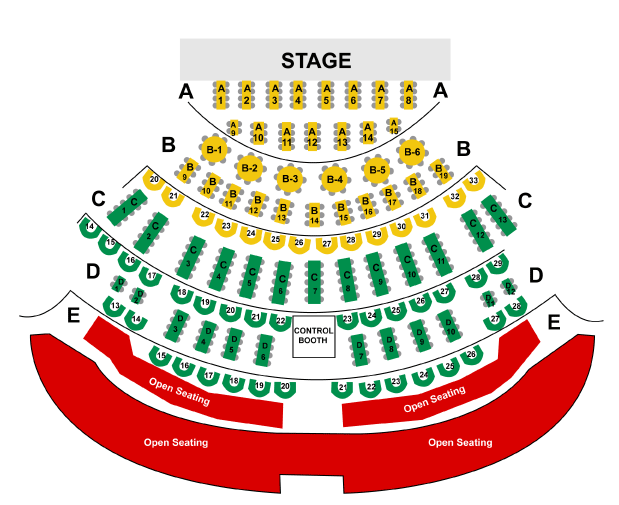 STAGE
A
A
A 1
A 2
A 3
A 4
A 5
A 6
A 7
A 8
A 9
A 10
A 11
A 12
A 13
A 14
A 15
B
B
B-1
B-2
B-3
B-4
B-5
B-6
B 9
B 10
B 11
B 12
B 13
B 14
B 15
B 16
B 17
B 18
B 19
20
21
22
23
24
25
26
27
28
29
30
31
32
33
C
C
C 1
C 2
C 3
C 4
C 5
C 6
C 7
C 8
C 9
C 10
C 11
C 12
C 13
14
15
16
17
18
19
20
21
22
23
24
25
26
27
28
29
D
D
D 1
D 2
D 3
D 4
D 5
D 6
CONTROL
BOOTH
D 7
D 8
D 9
D 10
D 11
D 12
E
E
13
14
15
16
17
18
19
20
21
22
23
24
25
26
27
28
Open Seating
Open Seating
Open Seating
Open Seating